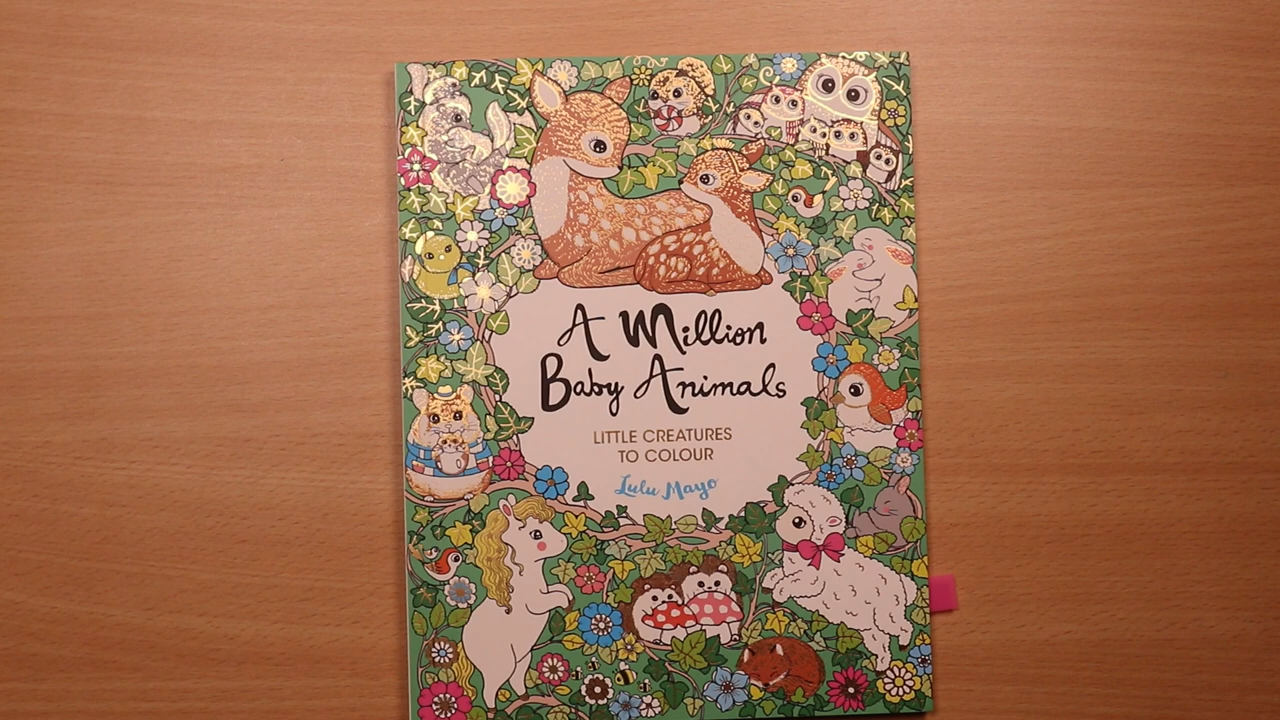 A Million
Baby Animals
LITTLE CREATURES
TO COLOUR
Lulu Mayo